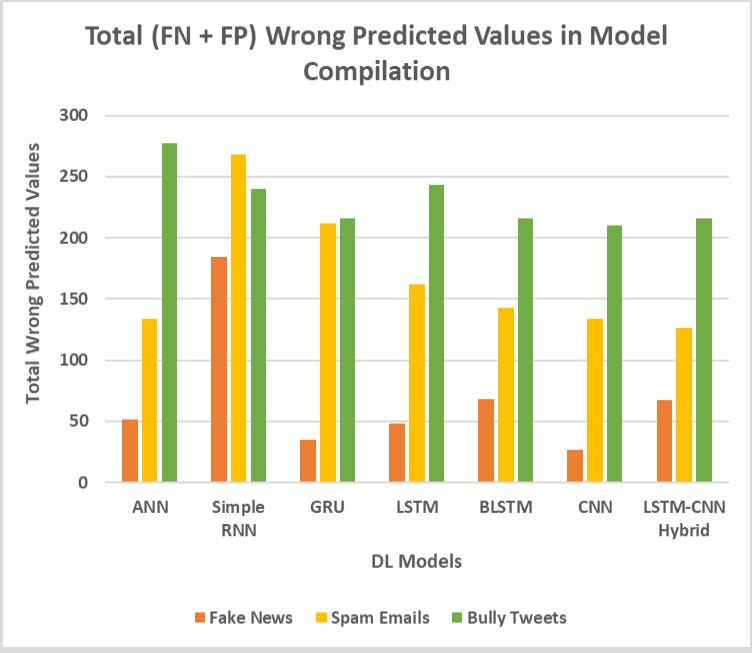 Total (FN + FP) Wrong Predicted Values in Model
Compilation
Total Wrong Predicted Values
300
250
200
150
100
50
0
ANN
Simple
RNN
GRU
LSTM
BLSTM
CNN
LSTM-CNN
Hybrid
DL Models
Fake News
Spam Emails
Bully Tweets